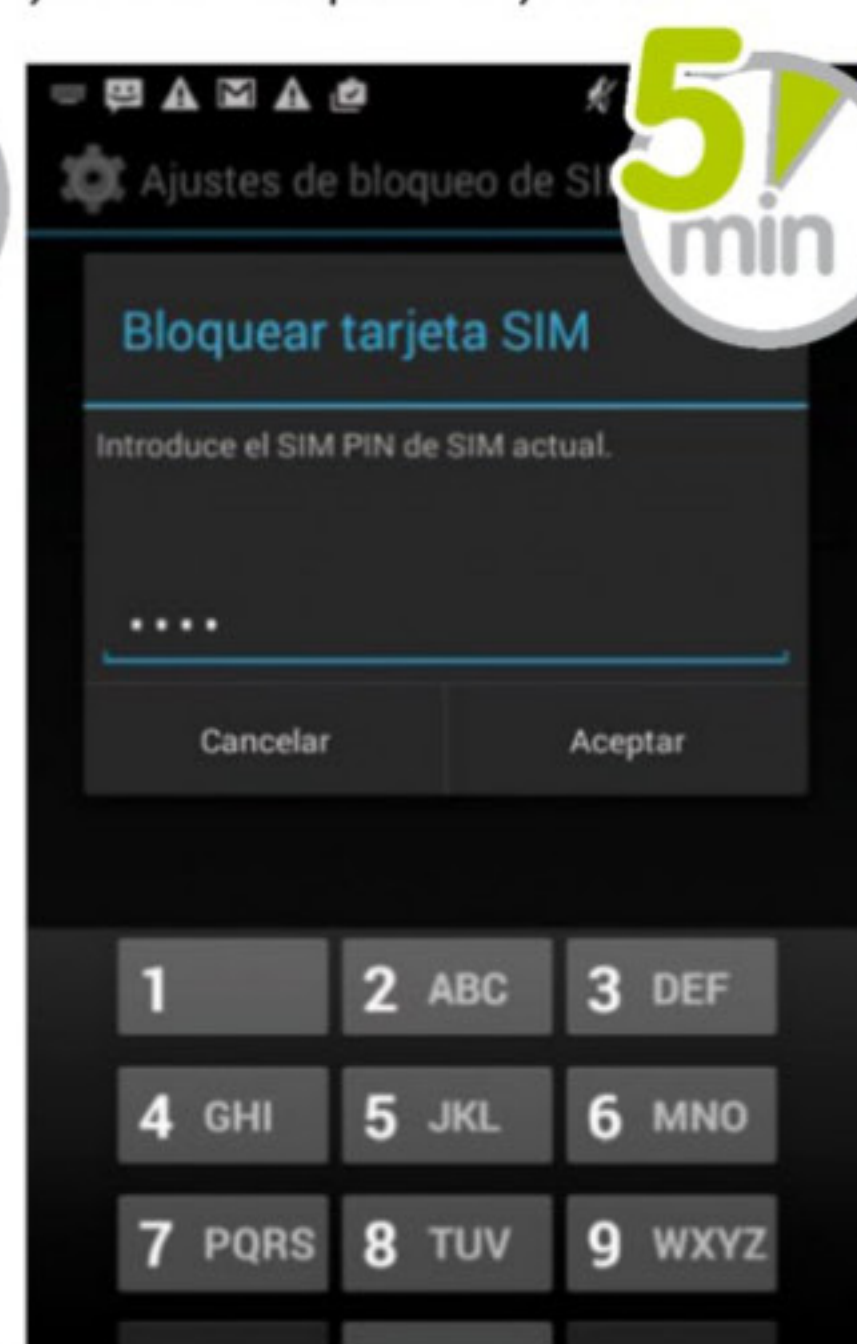 Ajustes de bloqueo de
5
min
Bloquear tarjeta SIM
Introduce el SIM PIN de SIM actual.
....
Cancelar
Aceptar
1
2 ABC
3 DEF
4 GHI
5 JKL
6 MNO
7 PQRS
8 TUV
9 WXYZ